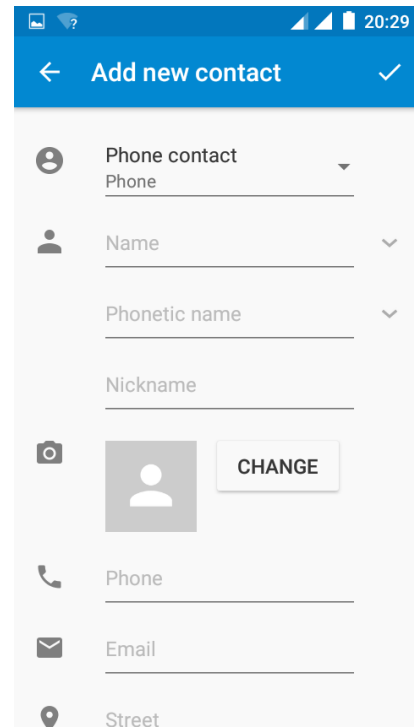 20:29
Add new contact
Phone contact
Phone
Name
Phonetic name
Nickname
CHANGE
Phone
Email
Street